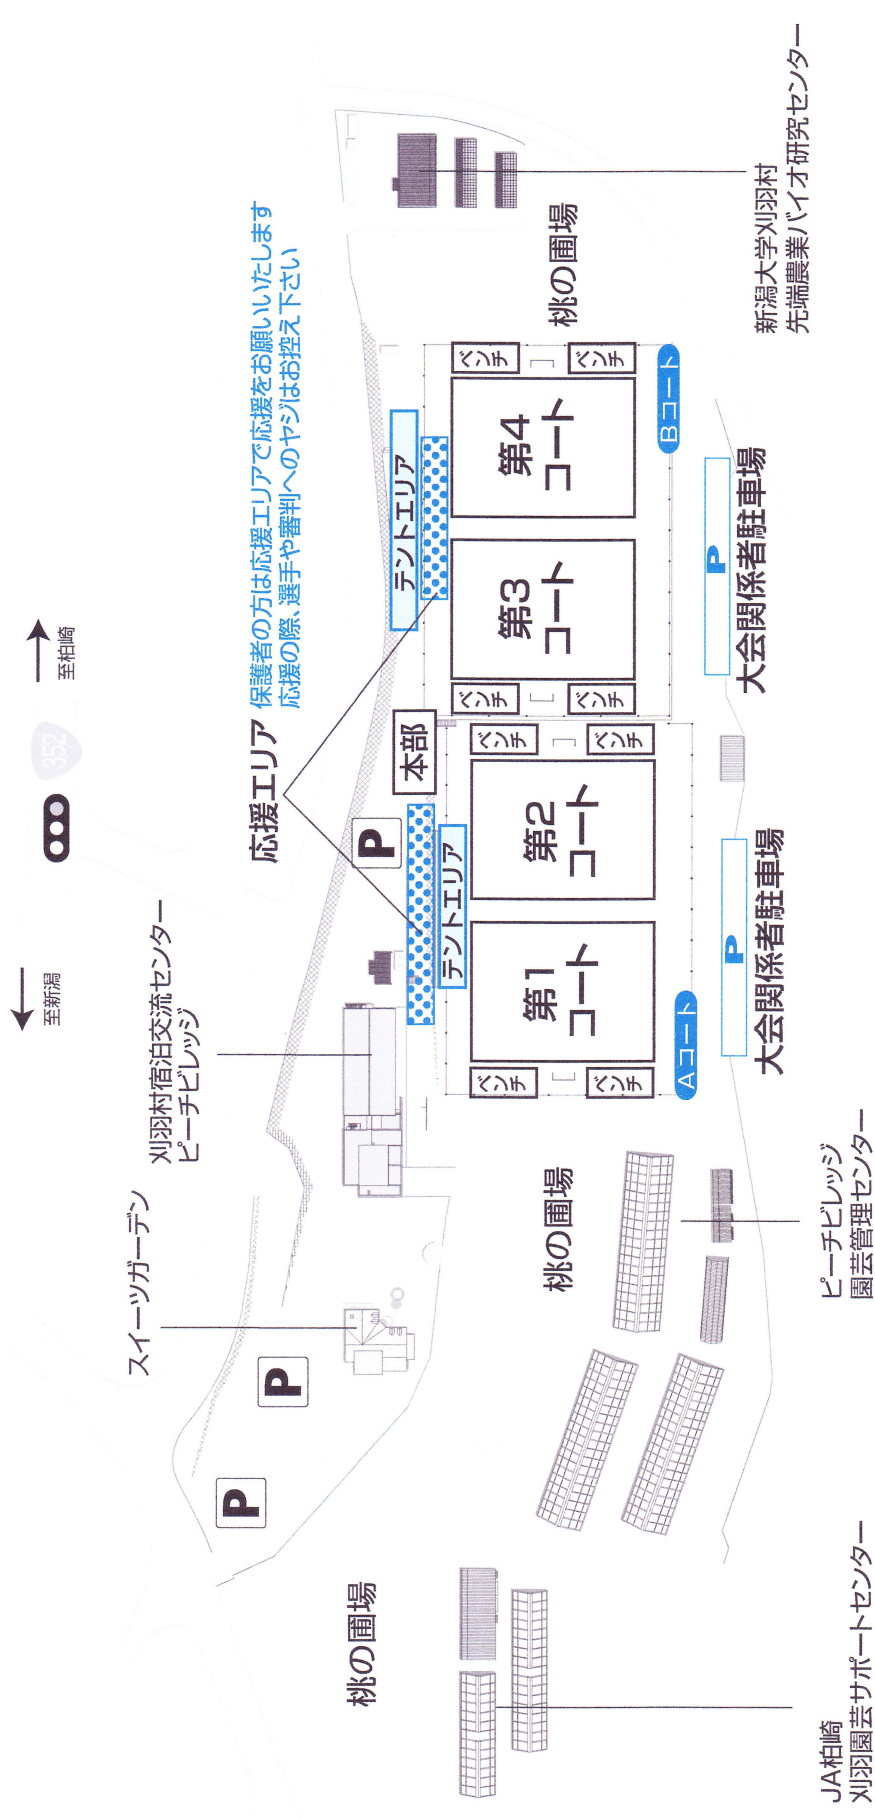 至新潟
352
至柏崎
スイーツガーデン
刈羽村宿泊交流センター
ピーチビレッジ
応援エリア
保護者の方は応援エリアで応援をお願いいたします
応援の際、選手や審判へのヤジはお控え下さい
P
P
P
本部
テントエリア
テントエリア
桃の圃場
桃の圃場
桃の圃場
ベンチ
ベンチ
第1
コート
第2
コート
ベンチ
ベンチ
ベンチ
ベンチ
第3
コート
第4
コート
ベンチ
ベンチ
Aコート
Bコート
P
大会関係者駐車場
P
大会関係者駐車場
JA柏崎
刈羽園芸サポートセンター
ピーチビレッジ
園芸管理センター
新潟大学刈羽村
先端農業バイオ研究センター